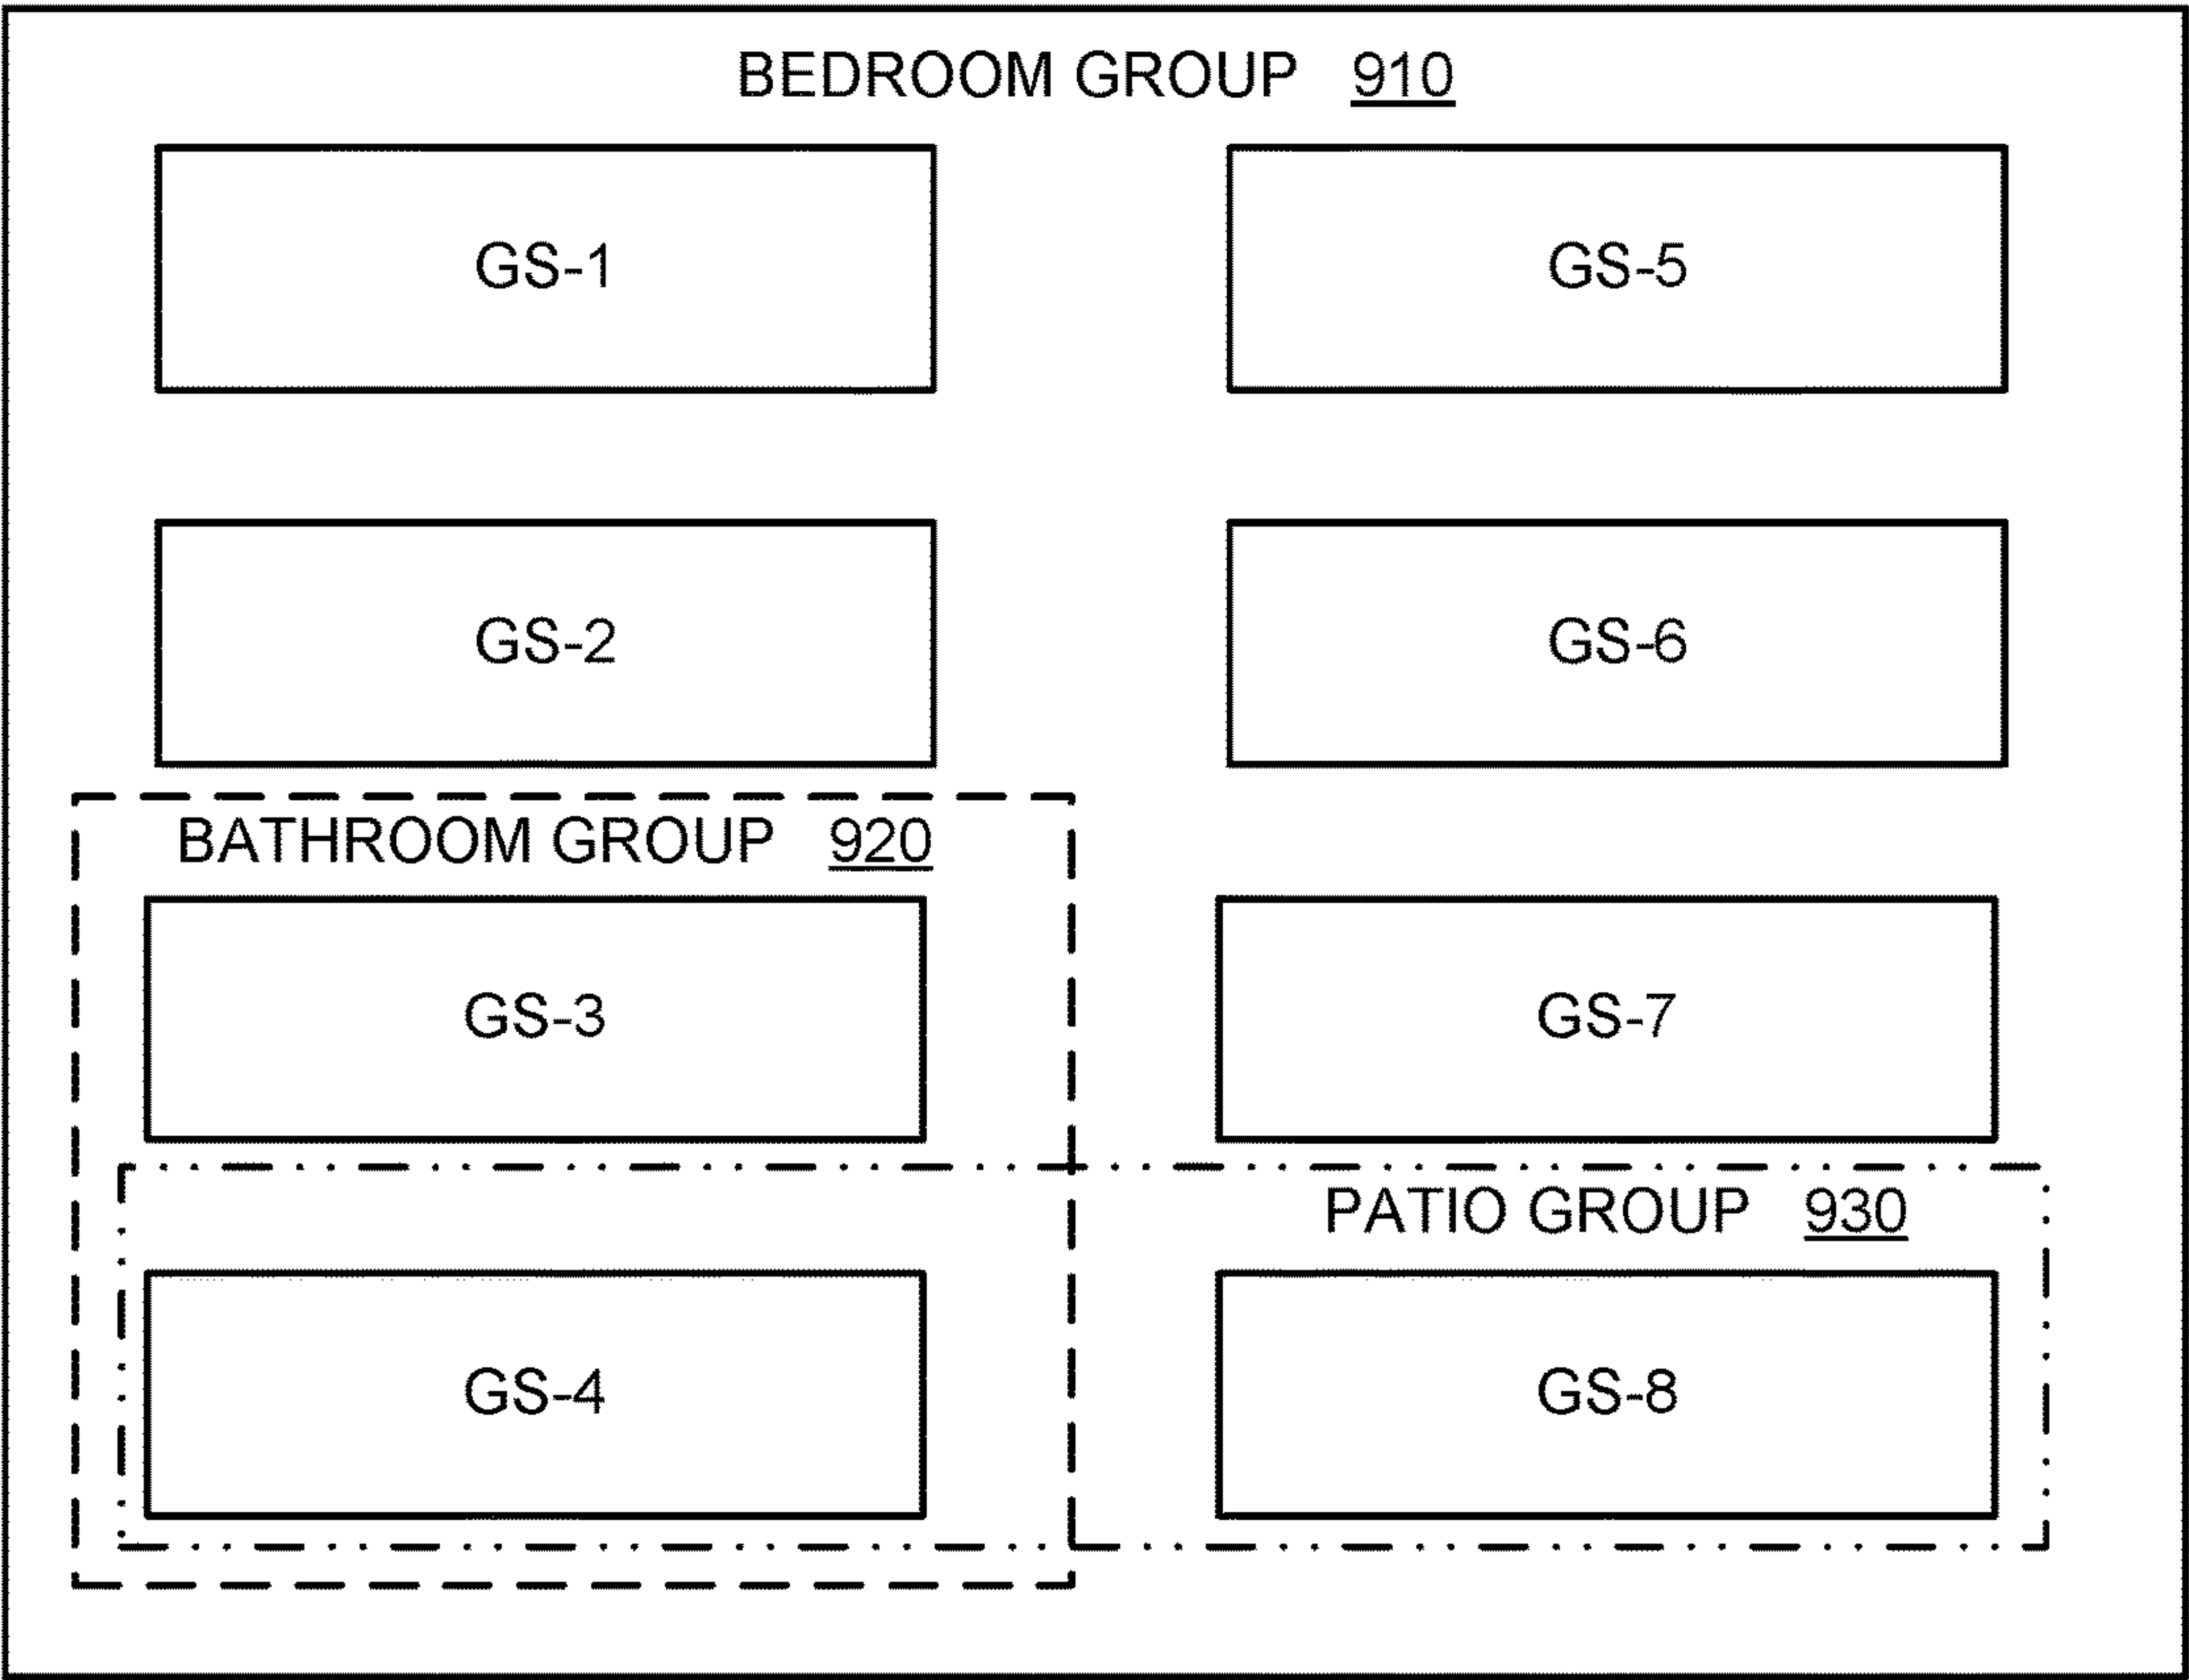 BEDROOM GROUP 910
GS-1
GS-5
GS-2
GS-6
BATHROOM GROUP 920
GS-3
GS-7
PATIO GROUP 930
GS-4
GS-8